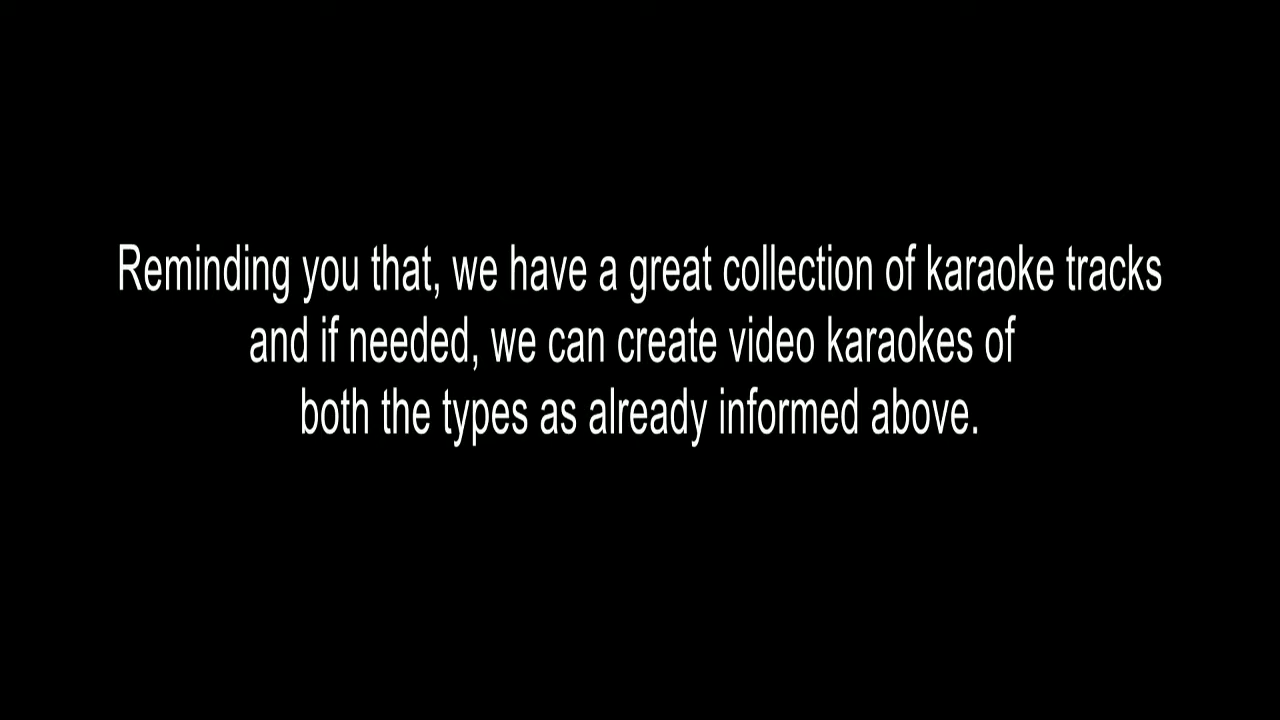 Reminding you that, we have a great collection of karaoke tracks
and if needed, we can create video karaokes of
both the types as already informed above.